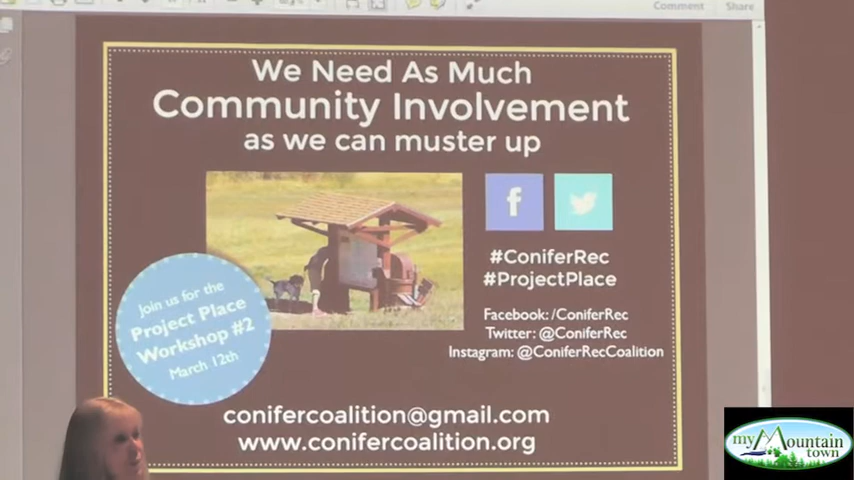 Comment Share
We Need As Much
Community Involvement
as we can muster up
#ConiferRec
#ProjectPlace
Join us for the
Project Place
Workshop #2
March 12th
Facebook: /ConiferRec
Twitter: @ConiferRec
Instagram: @ConiferRecCoalition
conifercoalition@gmail.com
www.conifercoalition.org
my Mountain
town